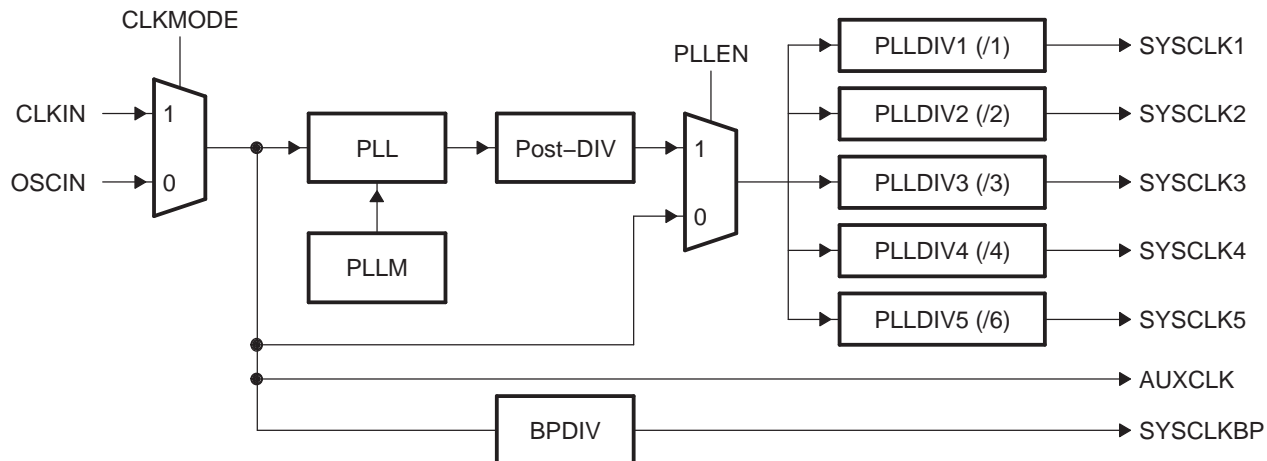 CLKMODE
PLLEN
CLKIN
1
OSCIN
0
PLL
Post−DIV
1
0
PLLM
PLLDIV1 (/1)
SYSCLK1
PLLDIV2 (/2)
SYSCLK2
PLLDIV3 (/3)
SYSCLK3
PLLDIV4 (/4)
SYSCLK4
PLLDIV5 (/6)
SYSCLK5
AUXCLK
BPDIV
SYSCLKBP